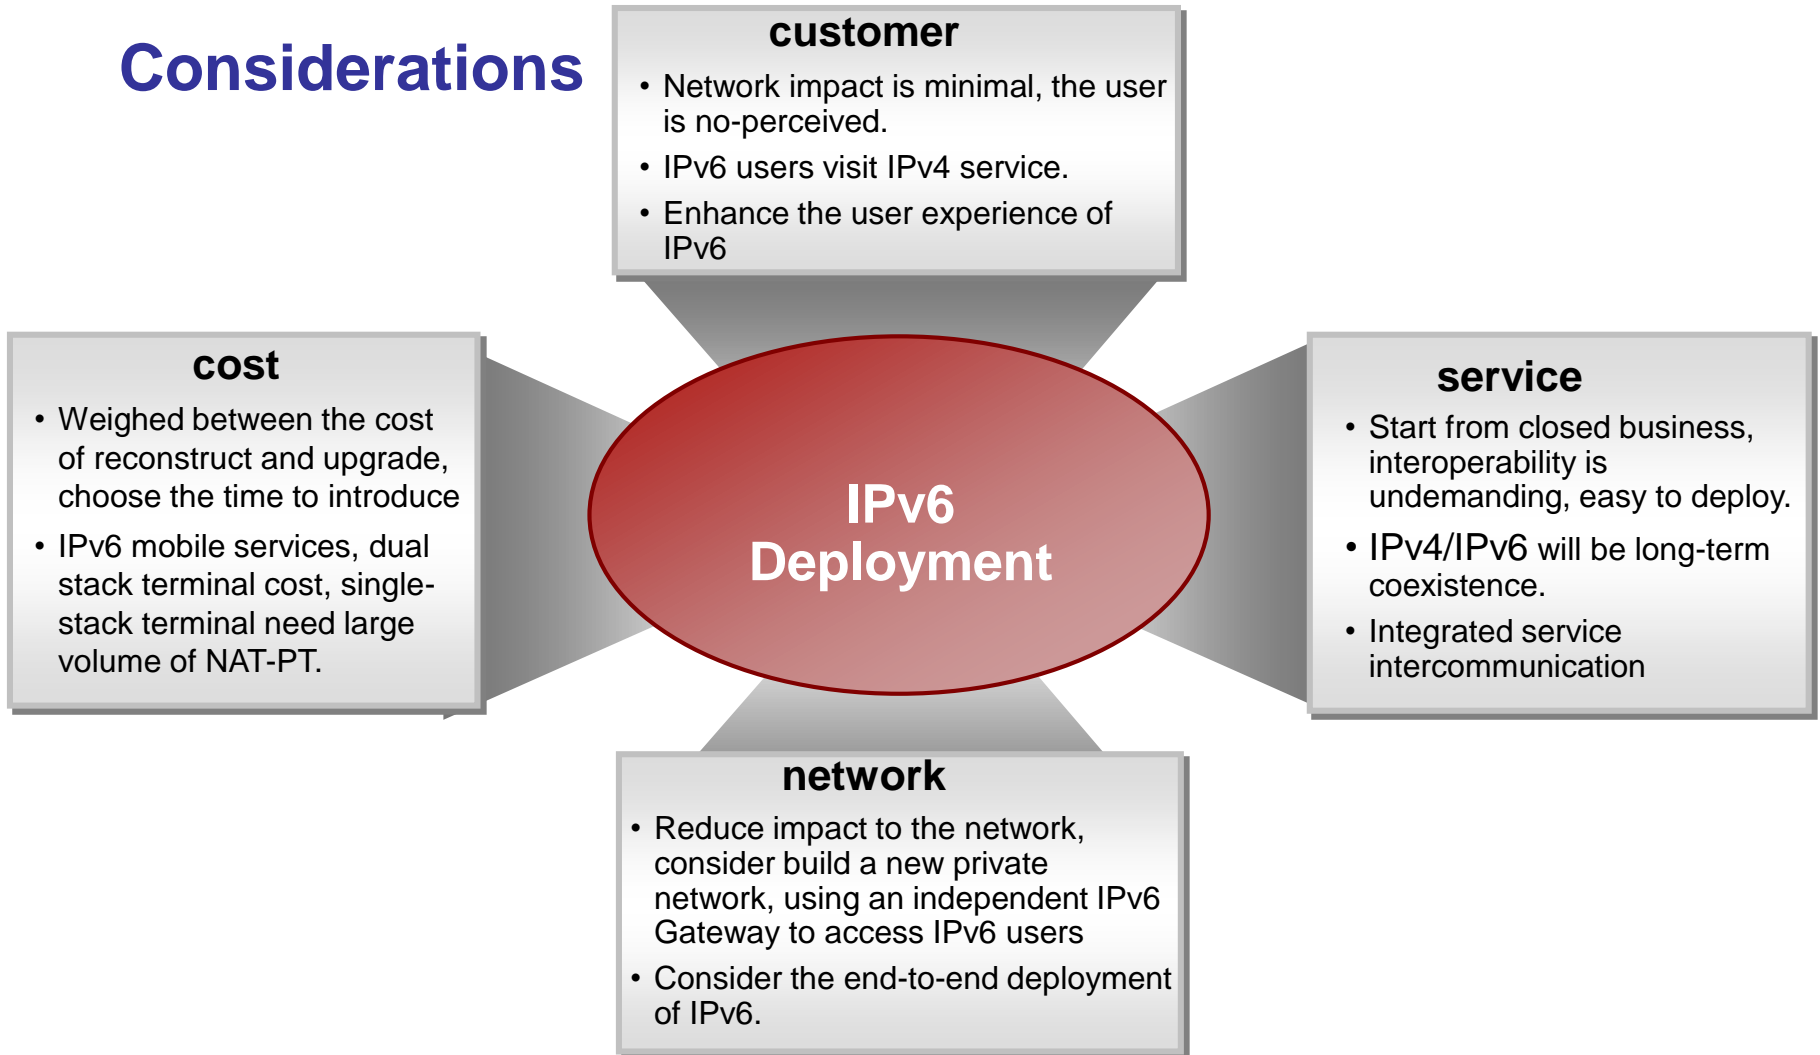 Considerations
customer
• Network impact is minimal, the user
is no-perceived.
• IPv6 users visit IPv4 service.
• Enhance the user experience of
IPv6
cost
• Weighed between the cost
of reconstruct and upgrade,
choose the time to introduce
• IPv6 mobile services, dual
stack terminal cost, single-
stack terminal need large
volume of NAT-PT.
IPv6
Deployment
service
• Start from closed business,
interoperability is
undemanding, easy to deploy.
• IPv4/IPv6 will be long-term
coexistence.
• Integrated service
intercommunication
network
• Reduce impact to the network,
consider build a new private
network, using an independent IPv6
Gateway to access IPv6 users
• Consider the end-to-end deployment
of IPv6.